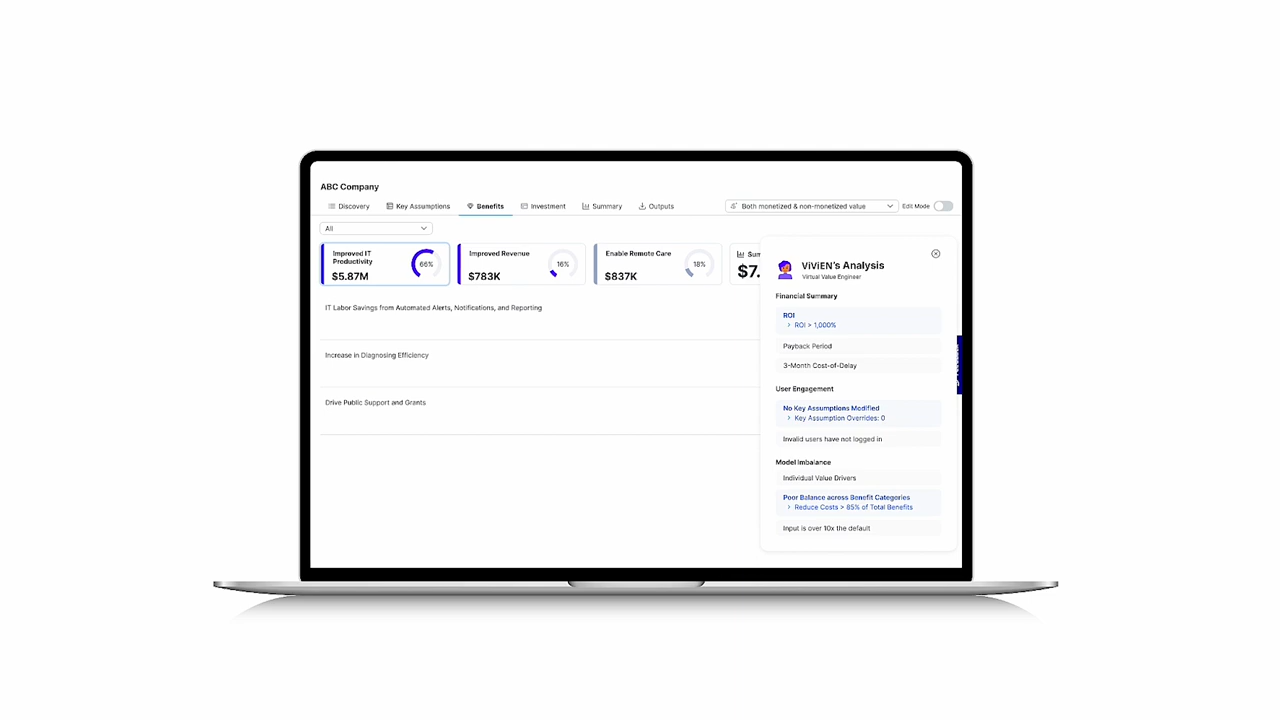 ABC Company
Discovery
Key Assumptions
Benefits
Investment
Summary
Outputs
Both monetized & non-monetized value
Edit Mode
All
Improved IT
Productivity
$5.87M
66%
Improved Revenue
$783K
16%
Enable Remote Care
$837K
18%
$7.
IT Labor Savings from Automated Alerts, Notifications, and Reporting
Increase in Diagnosing Efficiency
Drive Public Support and Grants
ViViEN's Analysis
Virtual Value Engineer
Financial Summary
ROI
ROI > 1,000%
Payback Period
3-Month Cost-of-Delay
User Engagement
No Key Assumptions Modified
Key Assumption Overrides: 0
Invalid users have not logged in
Model Imbalance
Individual Value Drivers
Poor Balance across Benefit Categories
Reduce Costs > 85% of Total Benefits
Input is over 10x the default